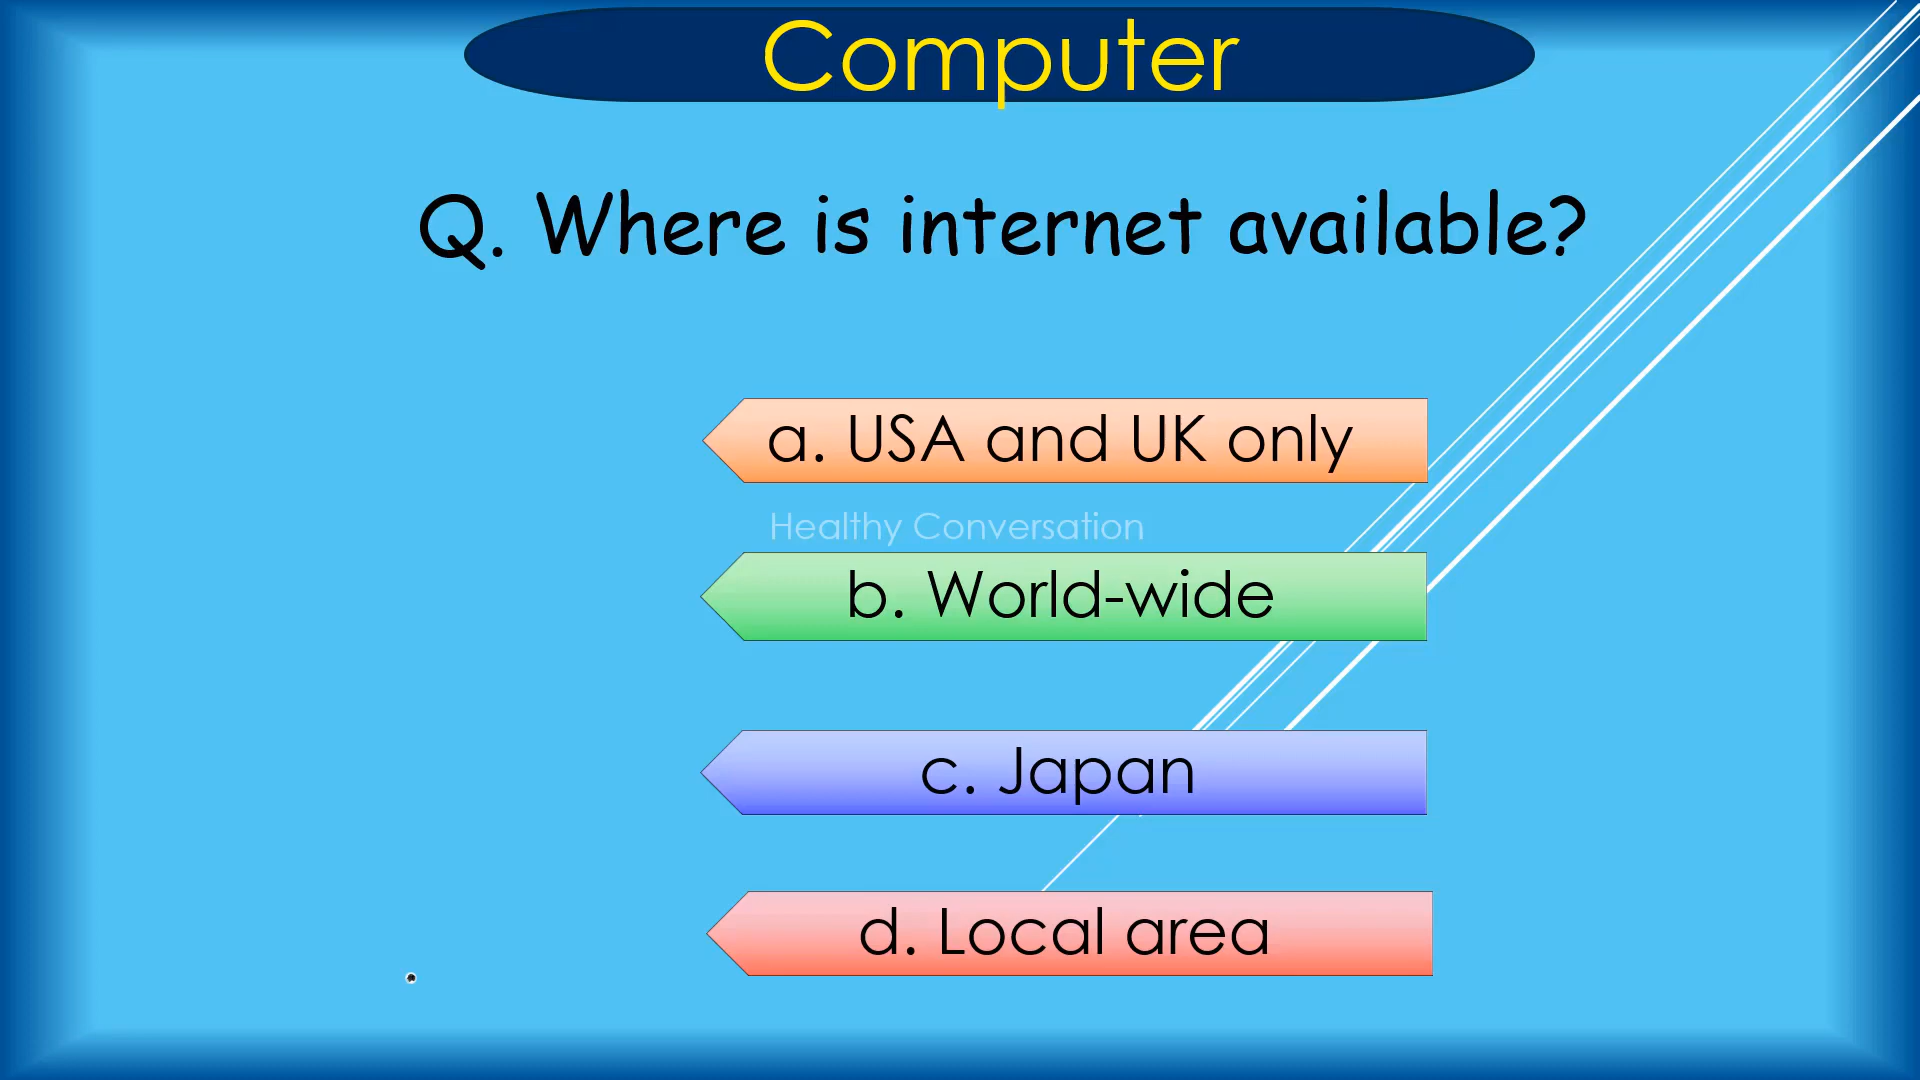 Computer
Q. Where is internet available?
a. USA and UK only
Healthy Conversation
b. World-wide
c. Japan
d. Local area